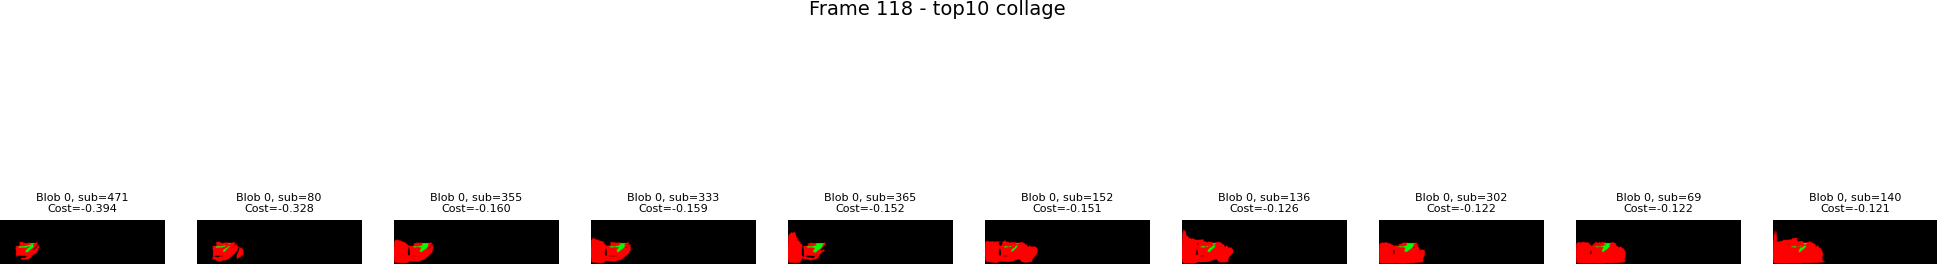 Frame 118 - top10 collage
Blob 0, sub=471
Cost=-0.394
Blob 0, sub=80
Cost=-0.328
Blob 0, sub=355
Cost=-0.160
Blob 0, sub=333
Cost=-0.159
Blob 0, sub=365
Cost=-0.152
Blob 0, sub=152
Cost=-0.151
Blob 0, sub=136
Cost=-0.126
Blob 0, sub=302
Cost=-0.122
Blob 0, sub=69
Cost=-0.122
Blob 0, sub=140
Cost=-0.121